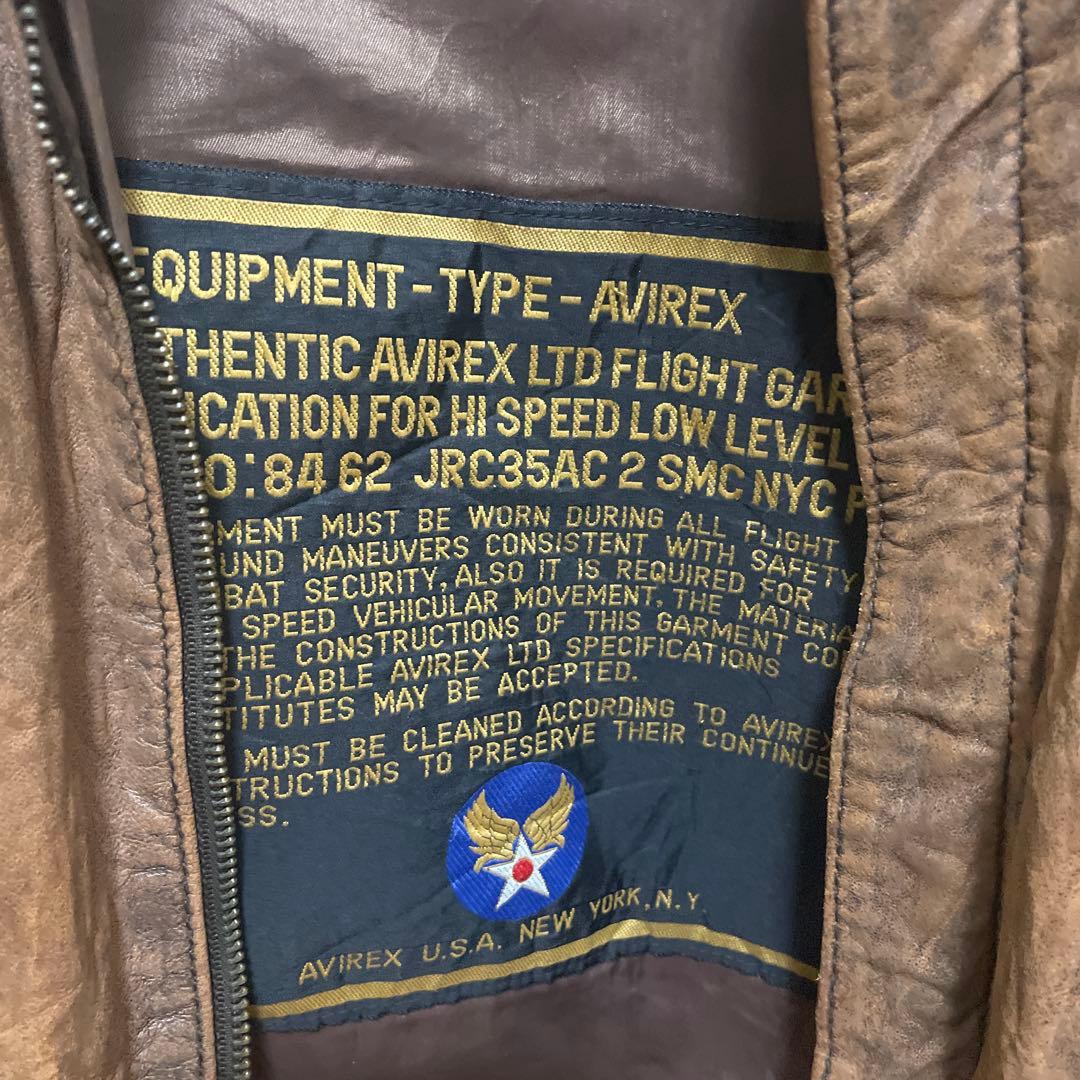 EQUIPMENT - TYPE - AVIREX
THENTIC AVIREX LTD FLIGHT GAR
ICATION FOR HI SPEED LOW LEVEL
O: 84 62 JRC35AC 2 SMC NYC P
MENT MUST BE WORN DURING ALL FLIGHT
UND MANEUVERS CONSISTENT WITH SAFETY
BAT SECURITY, ALSO IT IS REQUIRED FOR
SPEED VEHICULAR MOVEMENT, THE MATERIA
THE CONSTRUCTIONS OF THIS GARMENT CO
PLICABLE AVIREX LTD SPECIFICATIONS
TITUTES MAY BE ACCEPTED.
MUST BE CLEANED ACCORDING TO AVIREX
TRUCTIONS TO PRESERVE THEIR CONTINUE
SS.
AVIREX U.S.A. NEW YORK, N.Y